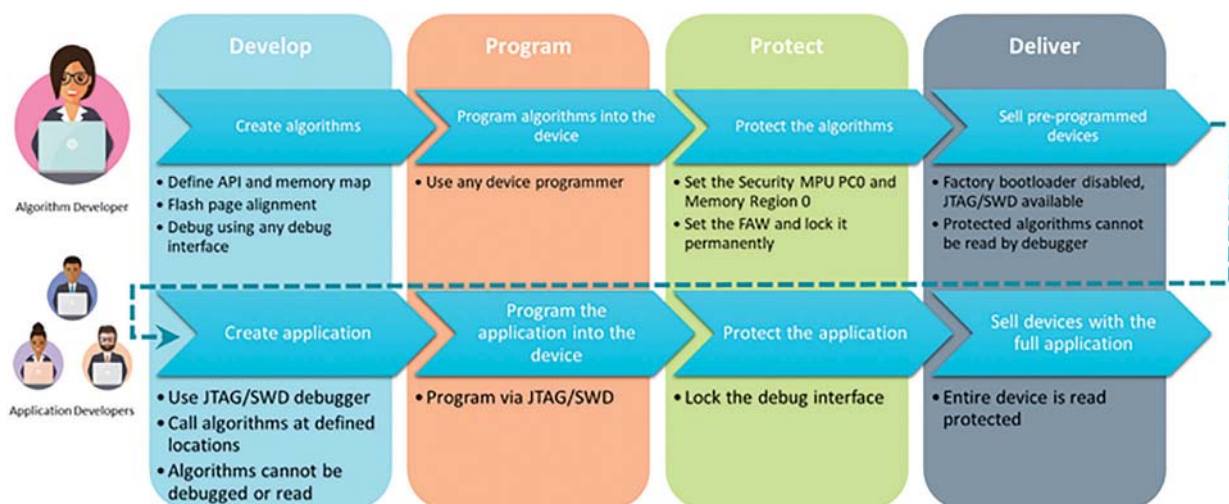 Develop
Program
Protect
Deliver
Create algorithms
Program algorithms into the
device
Protect the algorithms
Sell pre-programmed
devices
Algorithm Developer
• Define API and memory map
• Flash page alignment
• Debug using any debug
interface
• Use any device programmer
• Set the Security MPU PC0 and
Memory Region 0
• Set the FAW and lock it
permanently
• Factory bootloader disabled,
JTAG/SWD available
• Protected algorithms cannot
be read by debugger
Create application
Program the
application into the
device
Protect the application
Sell devices with the
full application
Application Developers
• Use JTAG/SWD debugger
• Call algorithms at defined
locations
• Algorithms cannot be
debugged or read
• Program via JTAG/SWD
• Lock the debug interface
• Entire device is read
protected